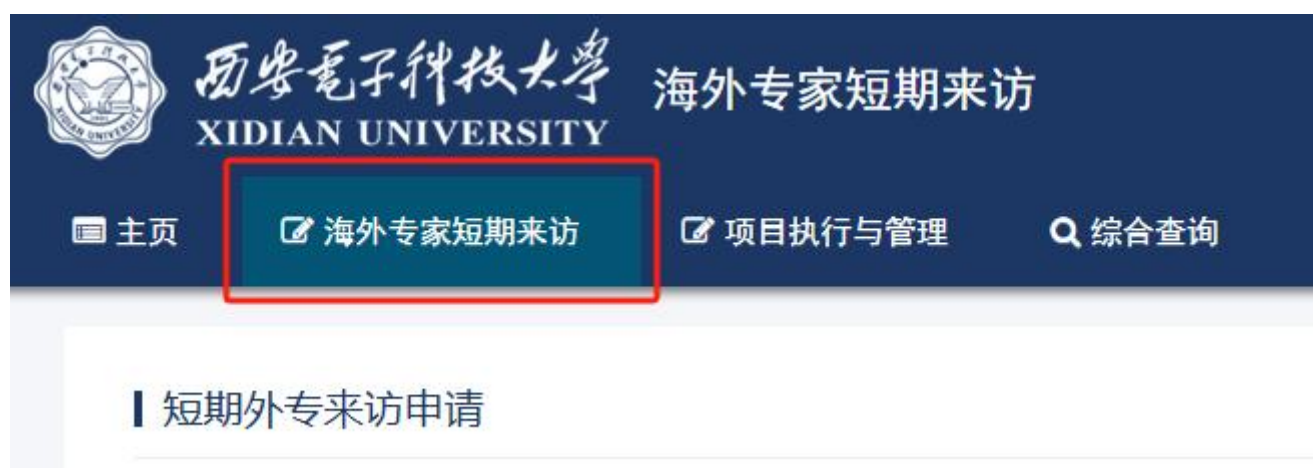 西安電子科技大学 海外专家短期来访
XIDIAN UNIVERSITY
主页 海外专家短期来访 项目执行与管理 综合查询
短期外专来访申请